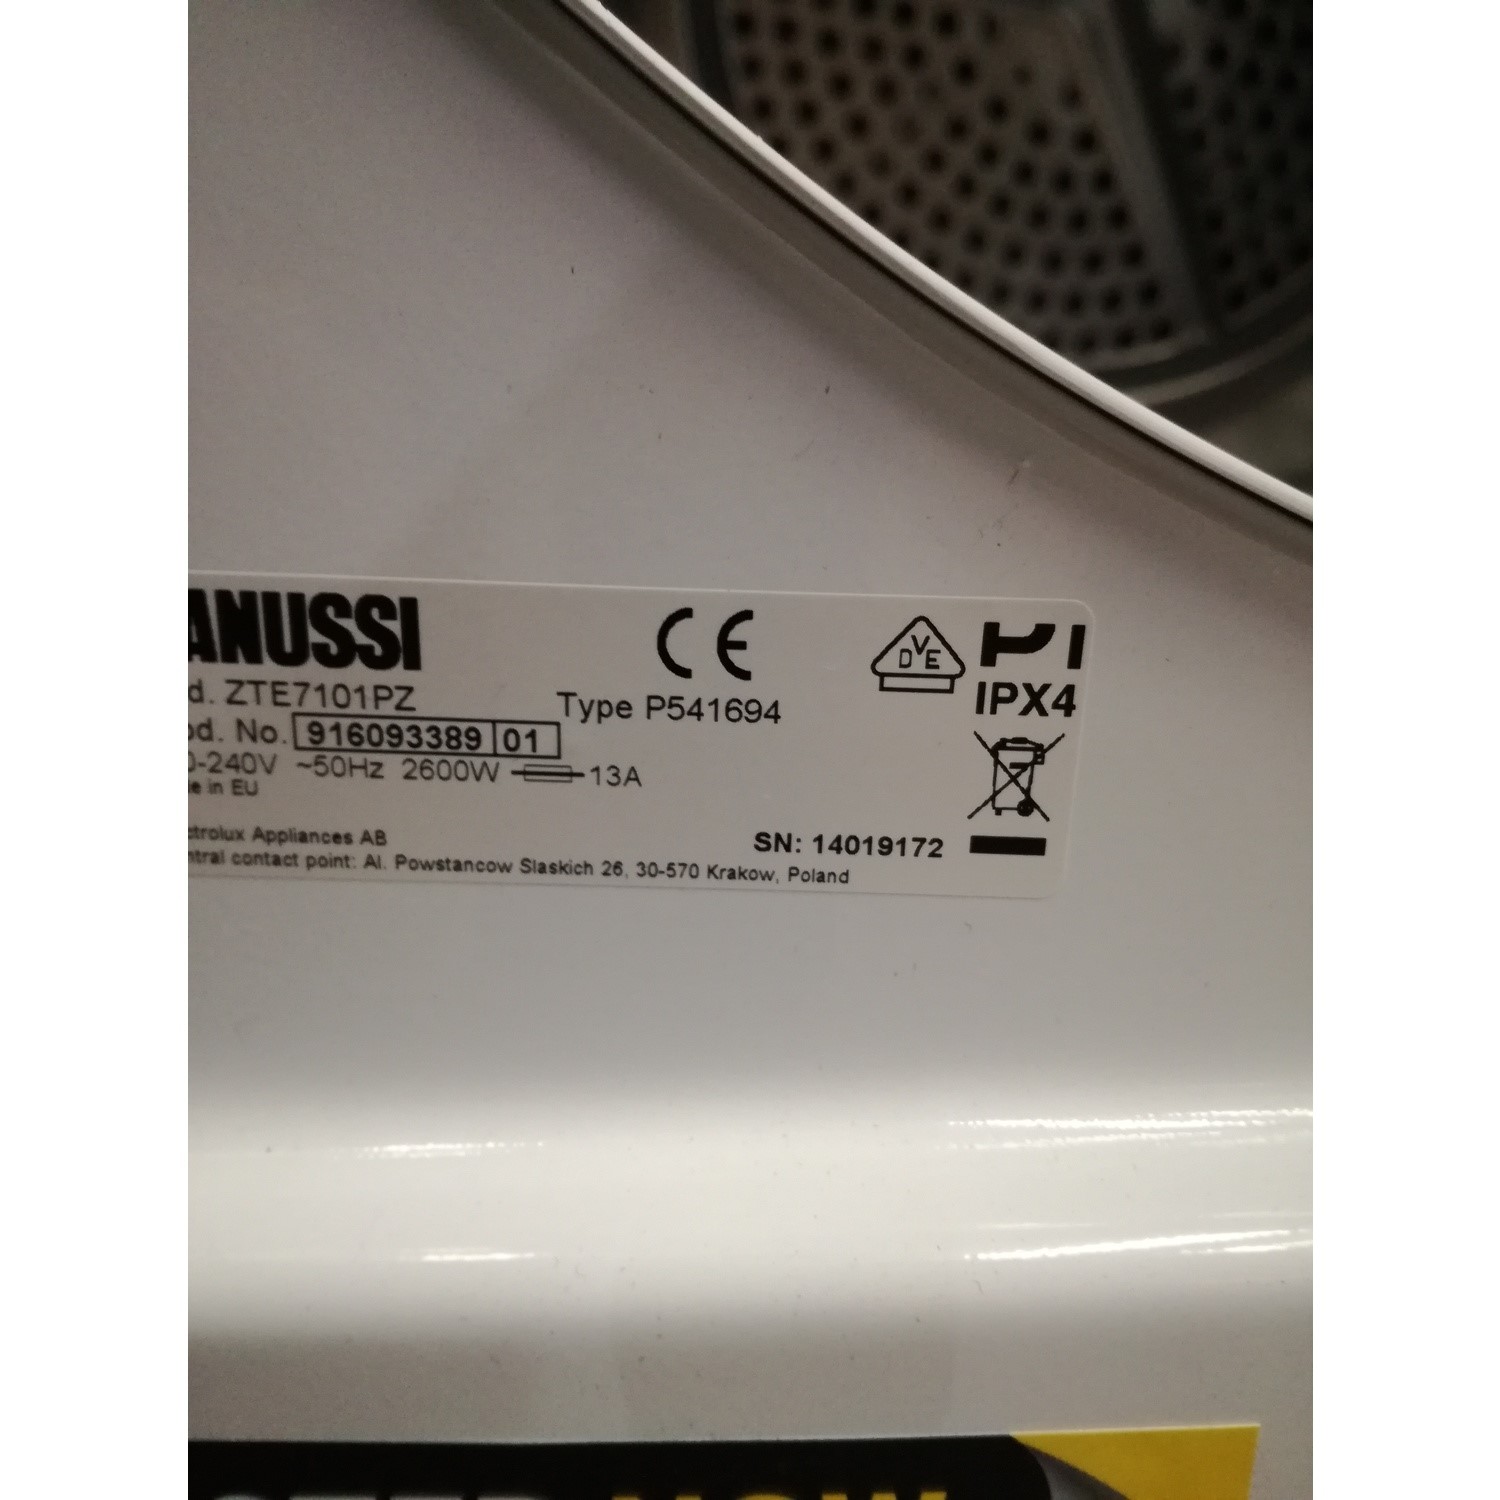 ANUSSI
d. ZTE7101PZ
Type P541694
od. No. 916093389 01
0-240V ~50Hz 2600W 13A
e in EU
ctrolux Appliances AB
ntral contact point: Al. Powstancow Slaskich 26, 30-570 Krakow, Poland
SN: 14019172
CE
DVE
IPX4
NOW